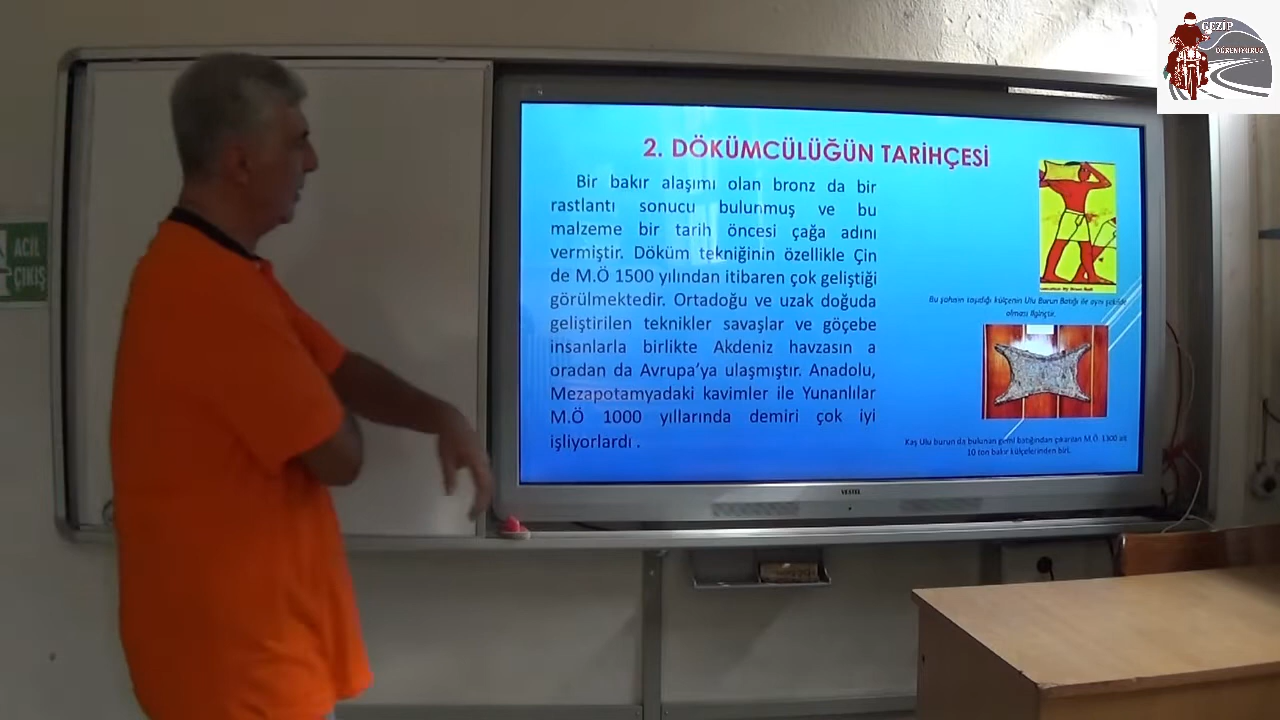 GEZİP
ÖĞRENİYORUZ
ACİL
ÇIKIŞ
2. DÖKÜMCÜLÜĞÜN TARİHÇESİ
Bir bakır alaşımı olan bronz da bir
rastlantı sonucu bulunmuş ve bu
malzeme bir tarih öncesi çağa adını
vermiştir. Döküm tekniğinin özellikle Çin
de M.Ö 1500 yılından itibaren çok geliştiği
görülmektedir. Ortadoğu ve uzak doğuda
geliştirilen teknikler savaşlar ve göçebe
insanlarla birlikte Akdeniz havzasın a
oradan da Avrupa'ya ulaşmıştır. Anadolu,
Mezapotamyadaki kavimler ile Yunanlılar
M.Ö 1000 yıllarında demiri çok iyi
işliyorlardı .
Bu şahısın taşıdığı külçenin Ulu Burun Batığı ile aynı şekilde
olması ilginçtir.
Kaş Ulu burun da bulunan gemi batığından çıkartılan M.Ö. 1300 ait
10 ton bakır külçelerinden biri.
VESTEL